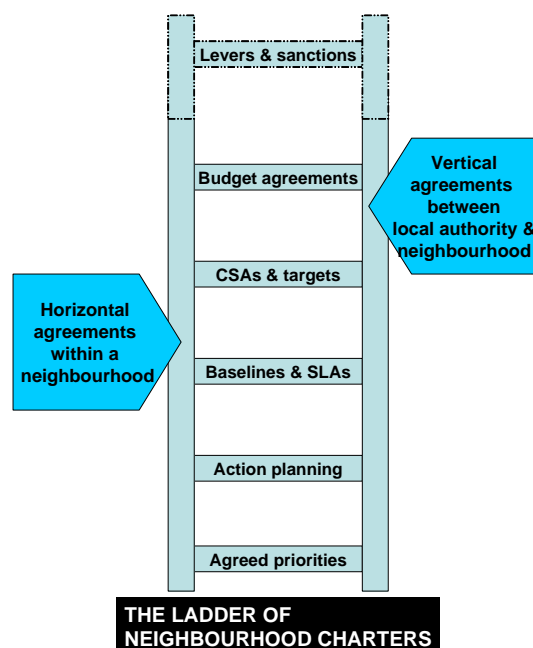 Levers & sanctions
Budget agreements
Vertical
agreements
between
local authority &
neighbourhood
CSAs & targets
Horizontal
agreements
within a
neighbourhood
Baselines & SLAs
Action planning
Agreed priorities
THE LADDER OF
NEIGHBOURHOOD CHARTERS